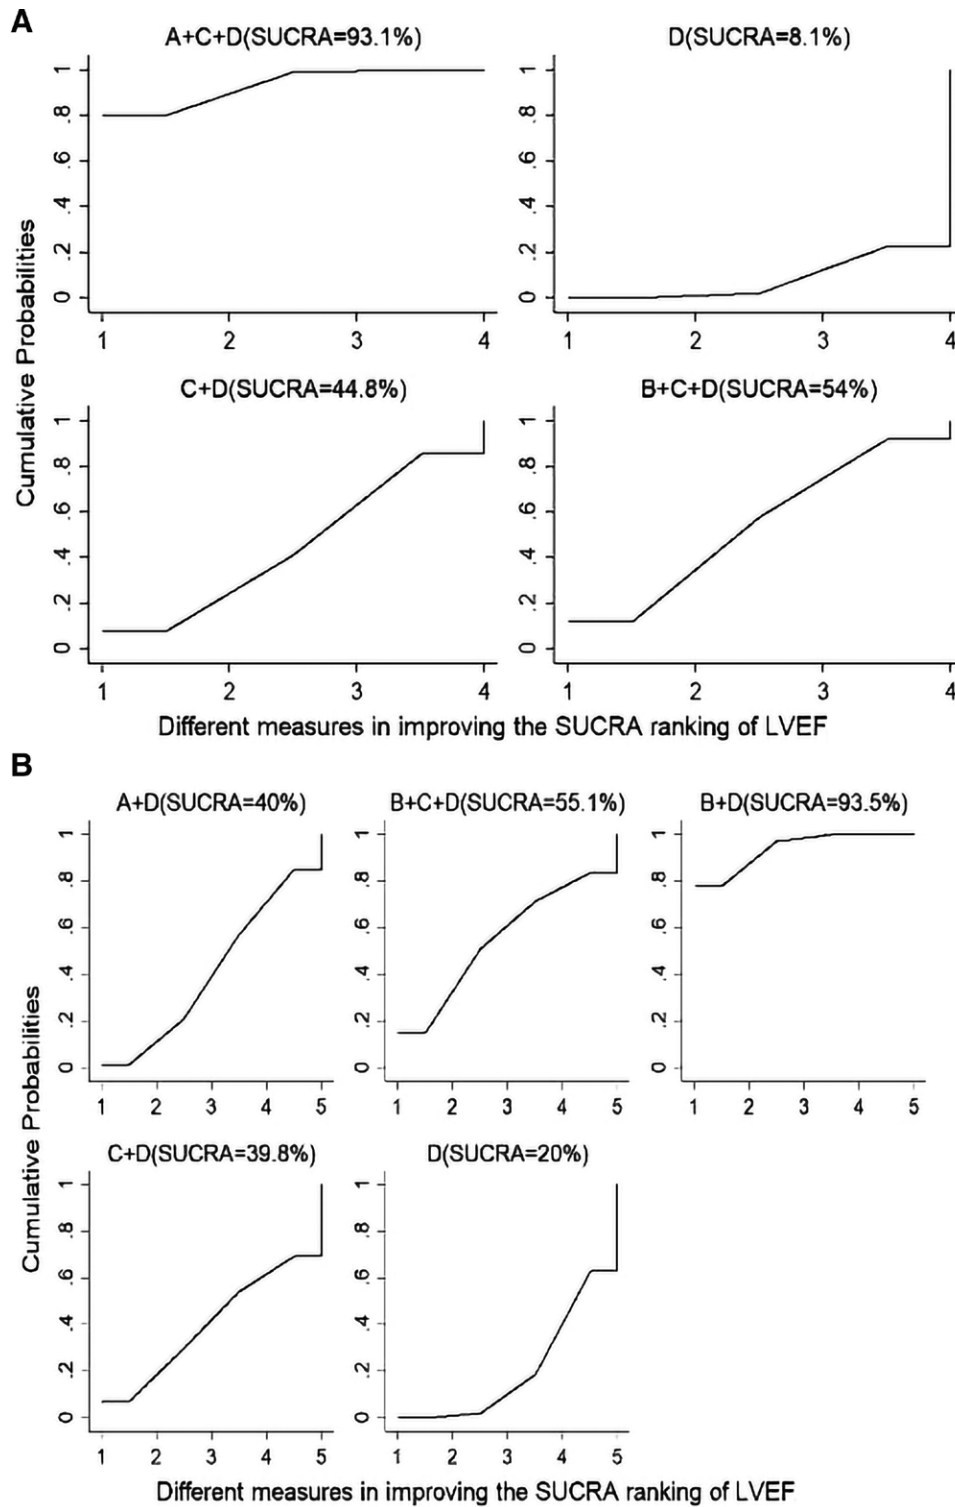 A
A+C+D(SUCRA=93.1%)
D(SUCRA=8.1%)
Cumulative Probabilities
0 .2 .4 .6 .8 1
1 2 3 4
0 .2 .4 .6 .8 1
1 2 3 4
C+D(SUCRA=44.8%)
B+C+D(SUCRA=54%)
0 .2 .4 .6 .8 1
1 2 3 4
0 .2 .4 .6 .8 1
1 2 3 4
Different measures in improving the SUCRA ranking of LVEF
B
A+D(SUCRA=40%)
B+C+D(SUCRA=55.1%)
B+D(SUCRA=93.5%)
Cumulative Probabilities
0 .2 .4 .6 .8 1
1 2 3 4 5
0 .2 .4 .6 .8 1
1 2 3 4 5
0 .2 .4 .6 .8 1
1 2 3 4 5
C+D(SUCRA=39.8%)
D(SUCRA=20%)
0 .2 .4 .6 .8 1
1 2 3 4 5
0 .2 .4 .6 .8 1
1 2 3 4 5
Different measures in improving the SUCRA ranking of LVEF